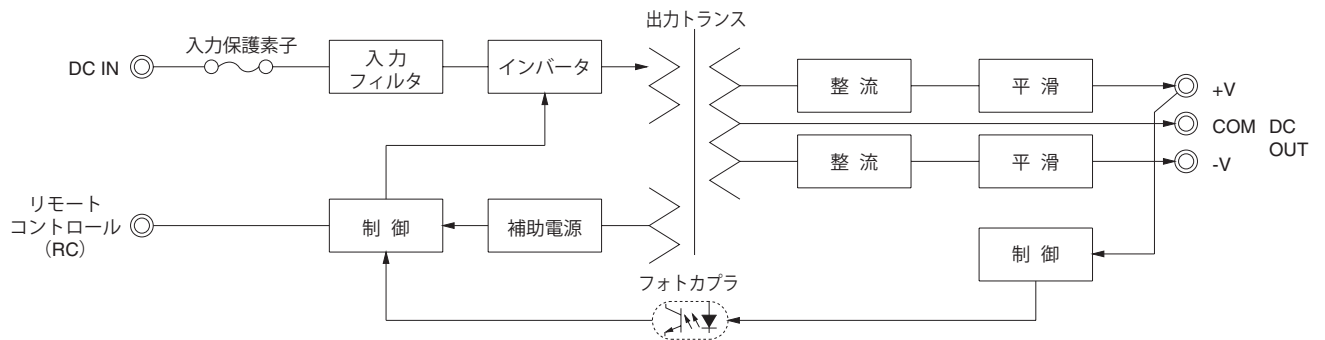 出力トランス
入力保護素子
DC IN
入 力
フィルタ
インバータ
整 流
平 滑
+V
COM
DC
OUT
整 流
平 滑
-V
リモート
コントロール
（RC）
制 御
補助電源
制 御
フォトカプラ